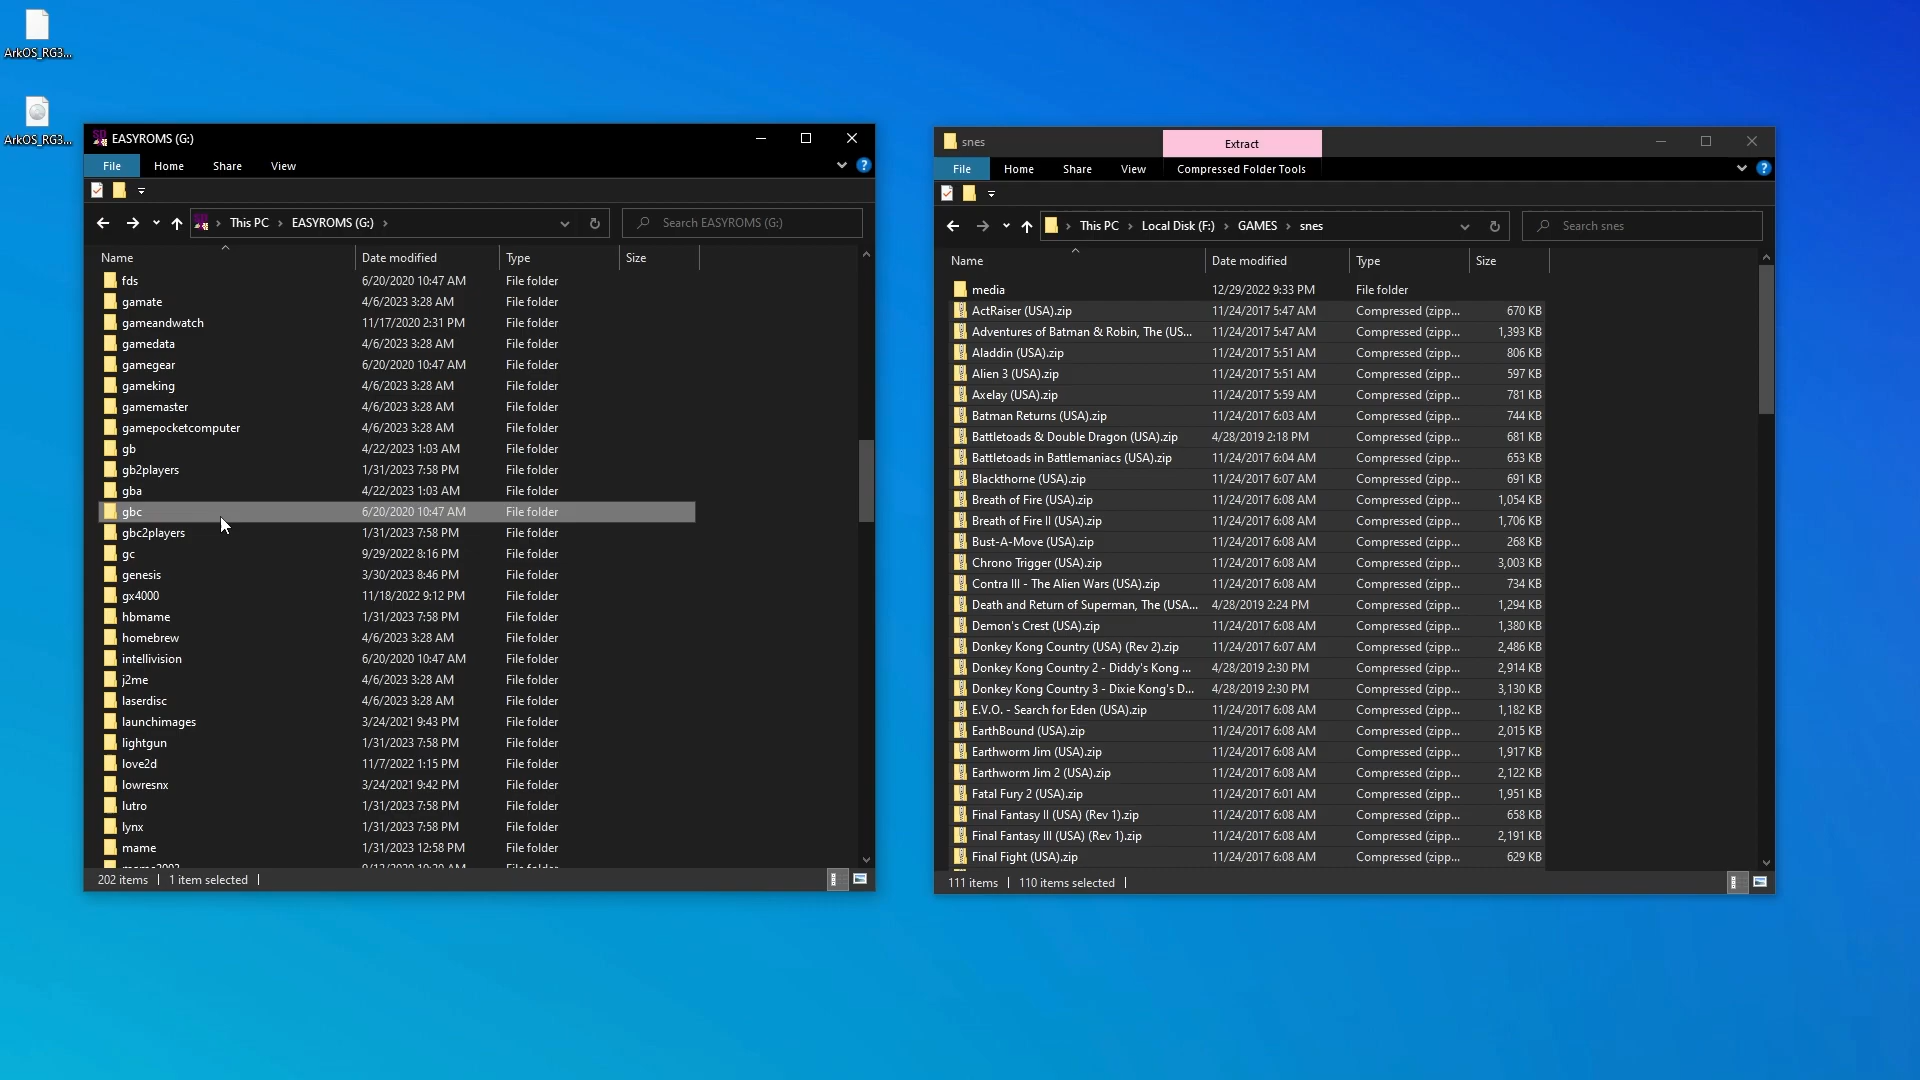 ArkOS_RG3...
ArkOS_RG3...
EASYROMS (G:)
File Home Share View
This PC EASYROMS (G:) Search EASYROMS (G:)
Name Date modified Type Size
fds 6/20/2020 10:47 AM File folder
gamate 4/6/2023 3:28 AM File folder
gameandwatch 11/17/2020 2:31 PM File folder
gamedata 4/6/2023 3:28 AM File folder
gamegear 6/20/2020 10:47 AM File folder
gameking 4/6/2023 3:28 AM File folder
gamemaster 4/6/2023 3:28 AM File folder
gamepocketcomputer 4/6/2023 3:28 AM File folder
gb 4/22/2023 1:03 AM File folder
gb2players 1/31/2023 7:58 PM File folder
gba 4/22/2023 1:03 AM File folder
gbc 6/20/2020 10:47 AM File folder
gbc2players 1/31/2023 7:58 PM File folder
gc 9/29/2022 8:16 PM File folder
genesis 3/30/2023 8:46 PM File folder
gx4000 11/18/2022 9:12 PM File folder
hbmame 1/31/2023 7:58 PM File folder
homebrew 4/6/2023 3:28 AM File folder
intellivision 6/20/2020 10:47 AM File folder
j2me 4/6/2023 3:28 AM File folder
laserdisc 4/6/2023 3:28 AM File folder
launchimages 3/24/2021 9:43 PM File folder
lightgun 1/31/2023 7:58 PM File folder
love2d 11/7/2022 1:15 PM File folder
lowresnx 3/24/2021 9:42 PM File folder
lutro 1/31/2023 7:58 PM File folder
lynx 1/31/2023 7:58 PM File folder
mame 1/31/2023 12:58 PM File folder
202 items 1 item selected
snes Extract
File Home Share View Compressed Folder Tools
This PC Local Disk (F:) GAMES snes Search snes
Name Date modified Type Size
media 12/29/2022 9:33 PM File folder
ActRaiser (USA).zip 11/24/2017 5:47 AM Compressed (zipp... 670 KB
Adventures of Batman & Robin, The (US... 11/24/2017 5:47 AM Compressed (zipp... 1,393 KB
Aladdin (USA).zip 11/24/2017 5:51 AM Compressed (zipp... 806 KB
Alien 3 (USA).zip 11/24/2017 5:51 AM Compressed (zipp... 597 KB
Axelay (USA).zip 11/24/2017 5:59 AM Compressed (zipp... 781 KB
Batman Returns (USA).zip 11/24/2017 6:03 AM Compressed (zipp... 744 KB
Battletoads & Double Dragon (USA).zip 4/28/2019 2:18 PM Compressed (zipp... 681 KB
Battletoads in Battlemaniacs (USA).zip 11/24/2017 6:04 AM Compressed (zipp... 653 KB
Blackthorne (USA).zip 11/24/2017 6:07 AM Compressed (zipp... 691 KB
Breath of Fire (USA).zip 11/24/2017 6:08 AM Compressed (zipp... 1,054 KB
Breath of Fire II (USA).zip 11/24/2017 6:08 AM Compressed (zipp... 1,706 KB
Bust-A-Move (USA).zip 11/24/2017 6:08 AM Compressed (zipp... 268 KB
Chrono Trigger (USA).zip 11/24/2017 6:08 AM Compressed (zipp... 3,003 KB
Contra III - The Alien Wars (USA).zip 11/24/2017 6:08 AM Compressed (zipp... 734 KB
Death and Return of Superman, The (USA... 4/28/2019 2:24 PM Compressed (zipp... 1,294 KB
Demon's Crest (USA).zip 11/24/2017 6:08 AM Compressed (zipp... 1,380 KB
Donkey Kong Country (USA) (Rev 2).zip 11/24/2017 6:07 AM Compressed (zipp... 2,486 KB
Donkey Kong Country 2 - Diddy's Kong ... 4/28/2019 2:30 PM Compressed (zipp... 2,914 KB
Donkey Kong Country 3 - Dixie Kong's D... 4/28/2019 2:30 PM Compressed (zipp... 3,130 KB
E.V.O. - Search for Eden (USA).zip 11/24/2017 6:08 AM Compressed (zipp... 1,182 KB
EarthBound (USA).zip 11/24/2017 6:08 AM Compressed (zipp... 2,015 KB
Earthworm Jim (USA).zip 11/24/2017 6:08 AM Compressed (zipp... 1,917 KB
Earthworm Jim 2 (USA).zip 11/24/2017 6:08 AM Compressed (zipp... 2,122 KB
Fatal Fury 2 (USA).zip 11/24/2017 6:01 AM Compressed (zipp... 1,951 KB
Final Fantasy II (USA) (Rev 1).zip 11/24/2017 6:08 AM Compressed (zipp... 658 KB
Final Fantasy III (USA) (Rev 1).zip 11/24/2017 6:08 AM Compressed (zipp... 2,191 KB
Final Fight (USA).zip 11/24/2017 6:08 AM Compressed (zipp... 629 KB
111 items 110 items selected